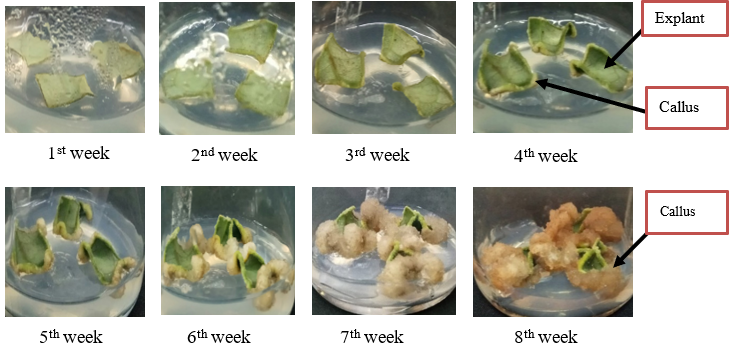 Explant
Callus
1st week
2nd week
3rd week
4th week
Callus
5th week
6th week
7th week
8th week